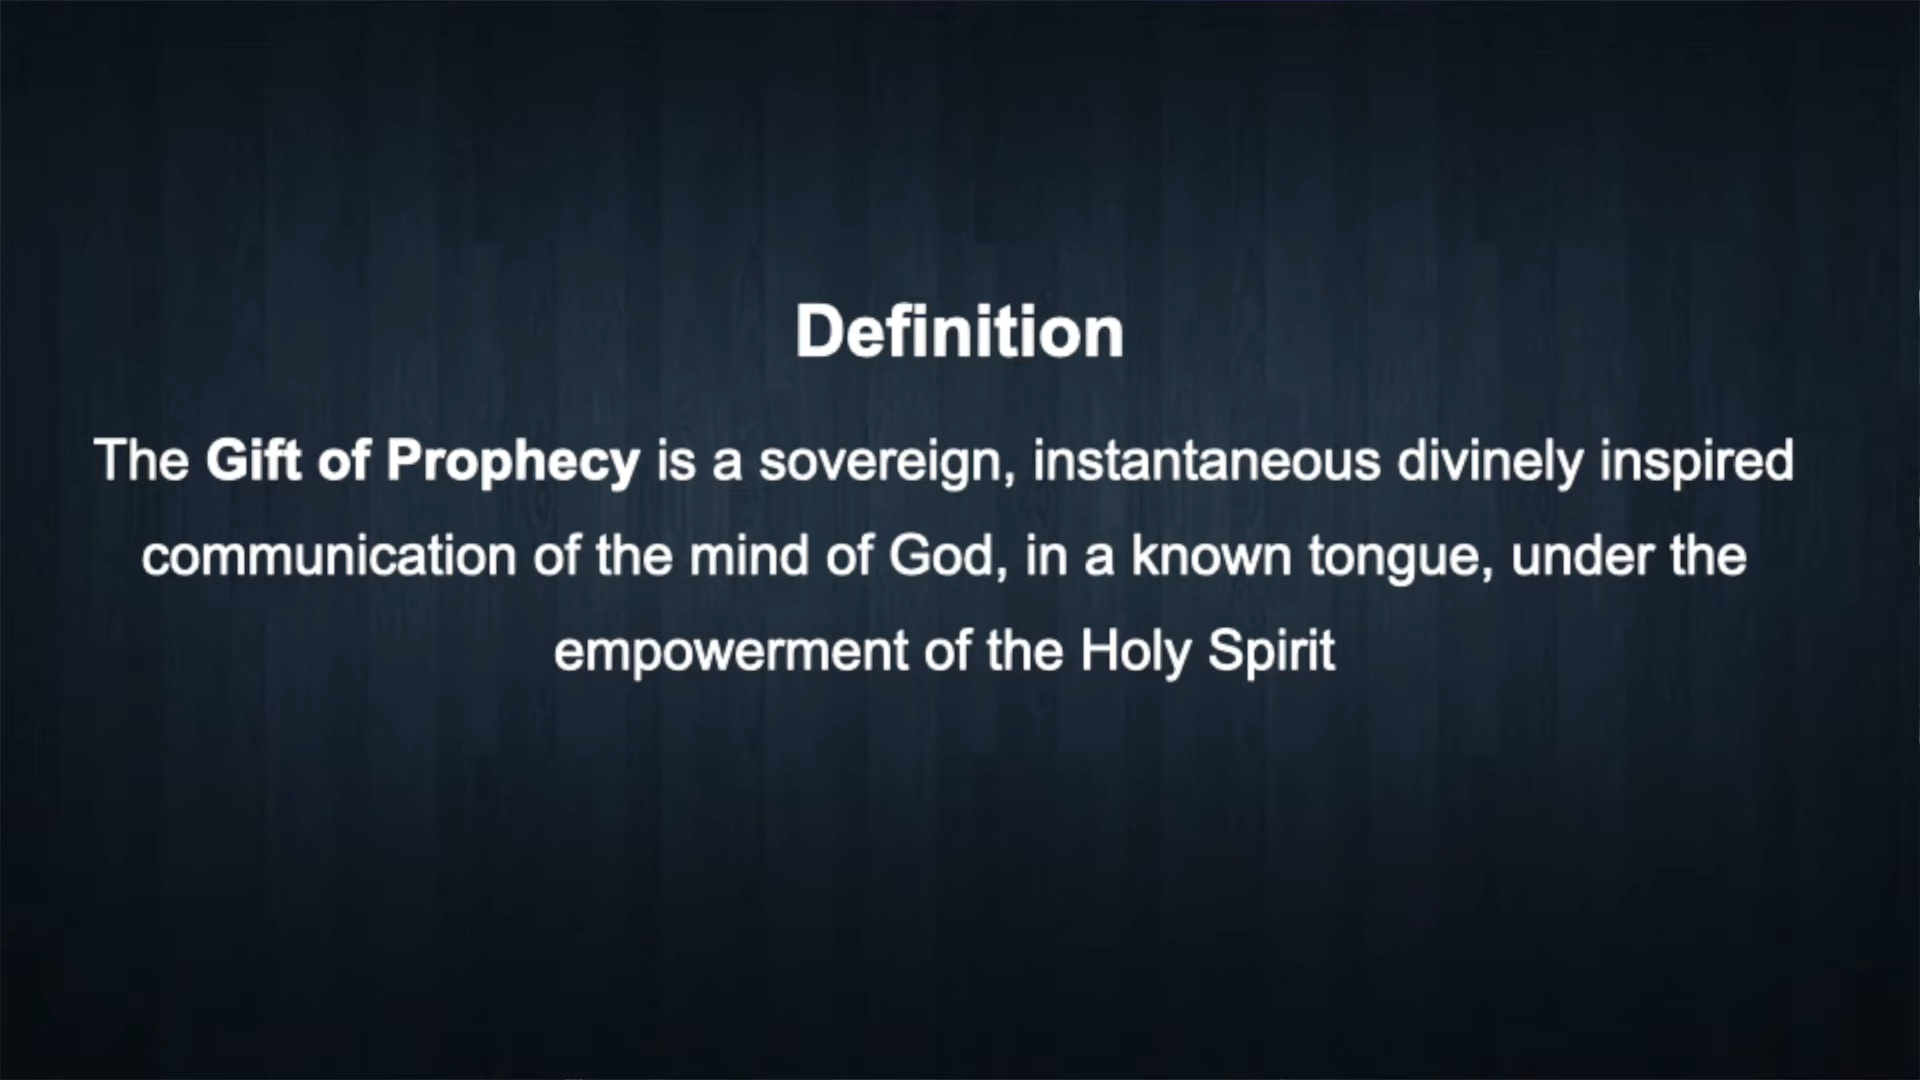 Definition
The Gift of Prophecy is a sovereign, instantaneous divinely inspired
communication of the mind of God, in a known tongue, under the
empowerment of the Holy Spirit